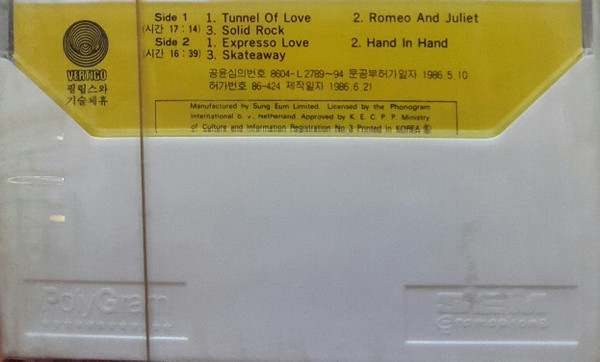 Side 1 1. Tunnel Of Love 2. Romeo And Juliet
(시간 17 : 14) 3. Solid Rock
Side 2 1. Expresso Love 2. Hand In Hand
(시간 16 : 39) 3. Skateaway
VERTIGO
필립스와
기술제휴
공윤심의번호 8604-L2789~94 문공부허가일자 1986.5.10
허가번호 86-424 제작일자 1986.6.21
Manufactured by Sung Eum Limited. Licensed by the Phonogram
International b. v., Netherland. Approved by K. E. C. P. P. Ministry
of Culture and Information Registration No. 3 Printed in KOREA
PolyGram